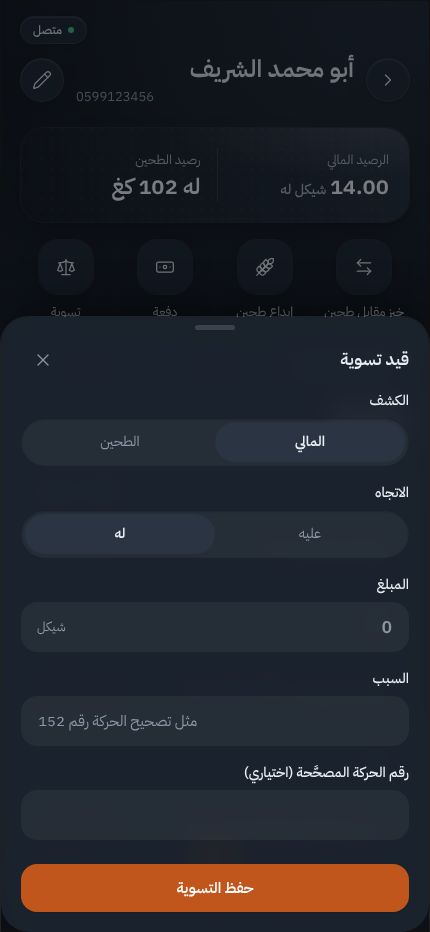 متصل
أبو محمد الشريف
0599123456
الرصيد المالي
14.00 شيكل له
رصيد الطحين
له 102 كغ
خبز مقابل طحين
إيداع طحين
دفعة
تسوية
قيد تسوية
الكشف
المالي
الطحين
الاتجاه
عليه
له
المبلغ
0
شيكل
السبب
مثل تصحيح الحركة رقم 152
رقم الحركة المصحَّحة (اختياري)
حفظ التسوية